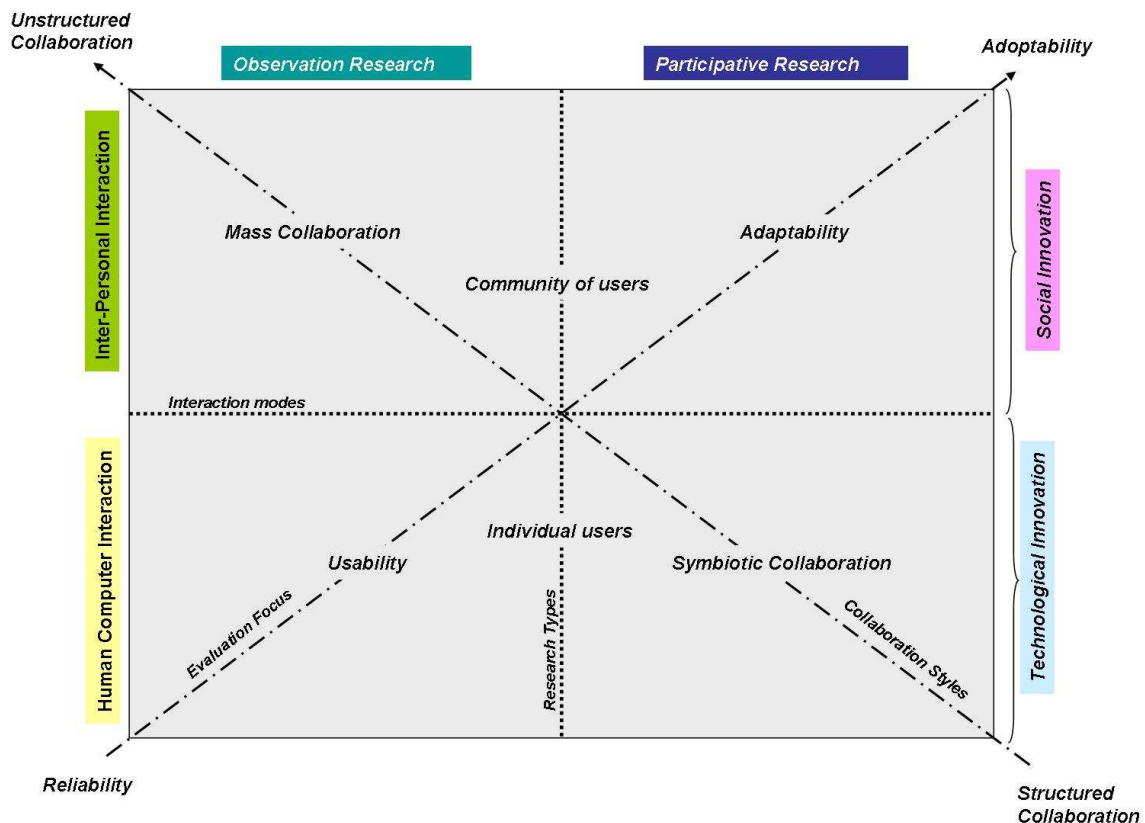 Unstructured
Collaboration
Observation Research
Participative Research
Adoptability
Inter-Personal Interaction
Mass Collaboration
Adaptability
Social Innovation
Community of users
Interaction modes
Human Computer Interaction
Individual users
Usability
Symbiotic Collaboration
Technological Innovation
Evaluation Focus
Research Types
Collaboration Styles
Reliability
Structured
Collaboration